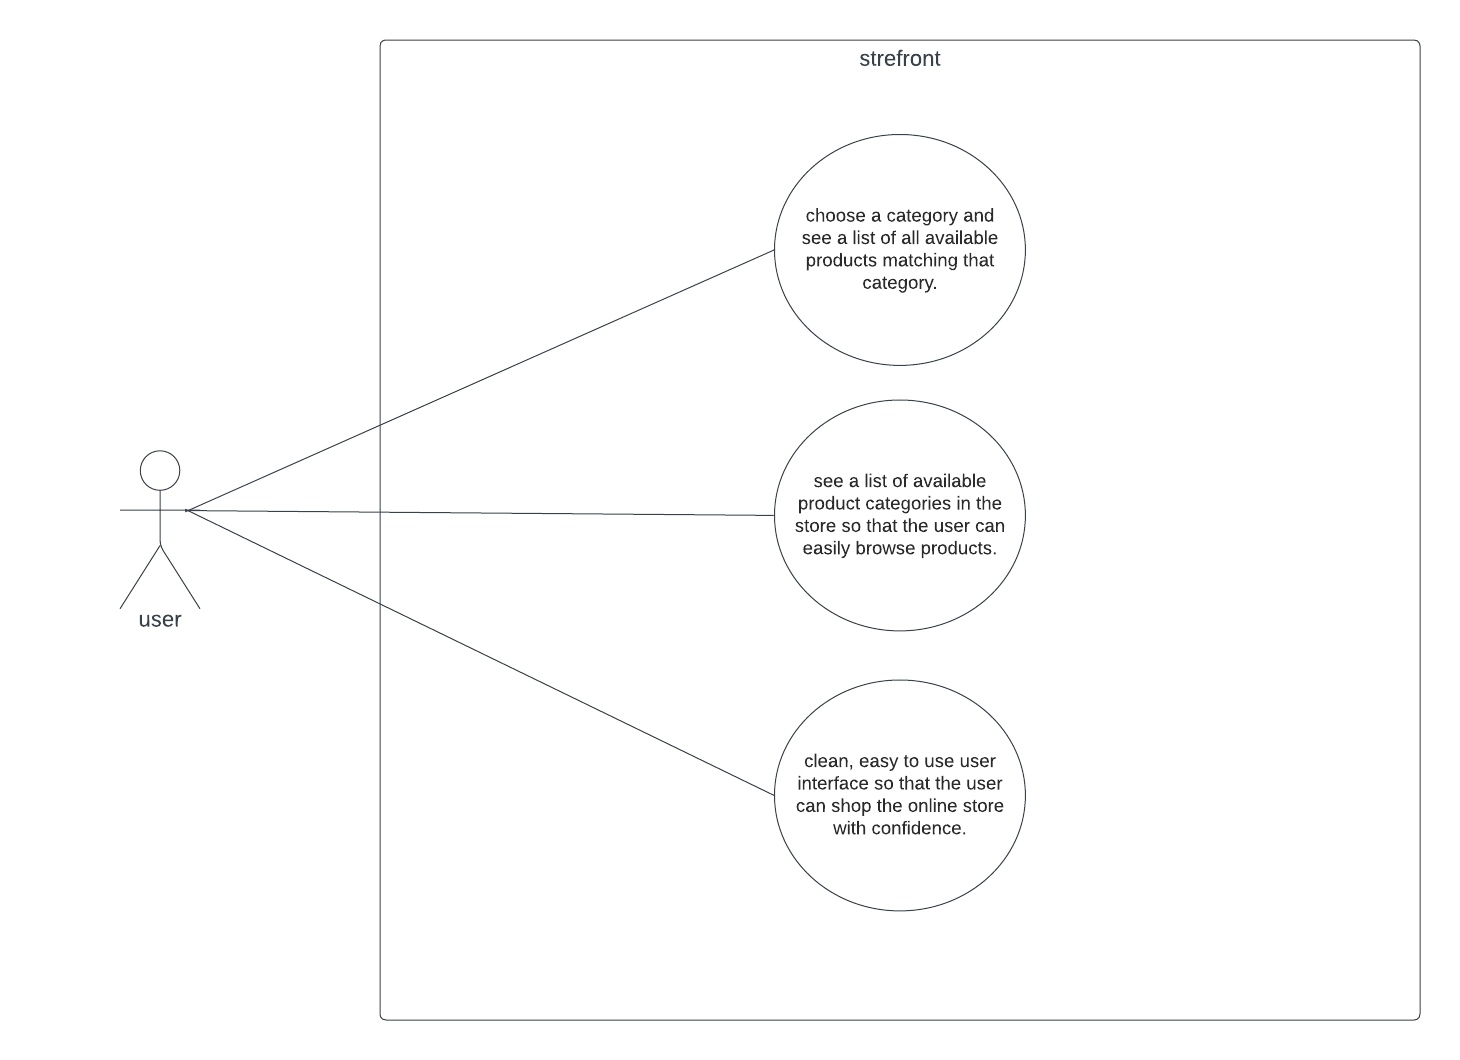 strefront
choose a category and
see a list of all available
products matching that
category.
see a list of available
product categories in the
store so that the user can
easily browse products.
user
clean, easy to use user
interface so that the user
can shop the online store
with confidence.